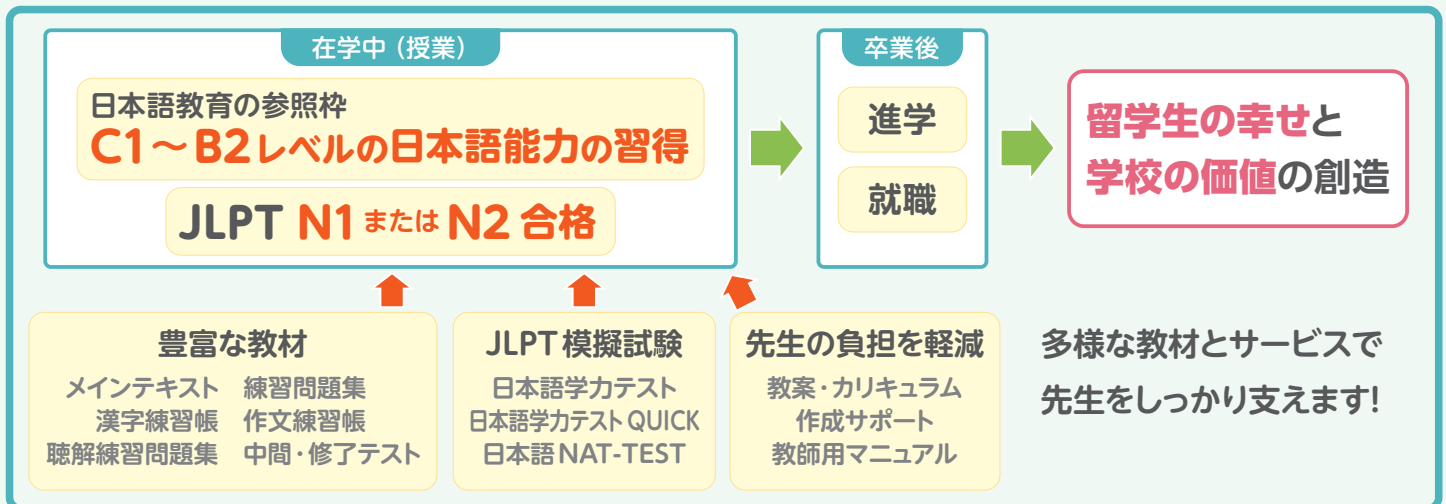 在学中（授業）
日本語教育の参照枠
C1～B2レベルの日本語能力の習得
JLPT N1 または N2 合格
卒業後
進学
就職
留学生の幸せと
学校の価値の創造
豊富な教材
メインテキスト 練習問題集
漢字練習帳 作文練習帳
聴解練習問題集 中間・修了テスト
JLPT模擬試験
日本語学力テスト
日本語学力テスト QUICK
日本語 NAT-TEST
先生の負担を軽減
教案・カリキュラム
作成サポート
教師用マニュアル
多様な教材とサービスで
先生をしっかり支えます!